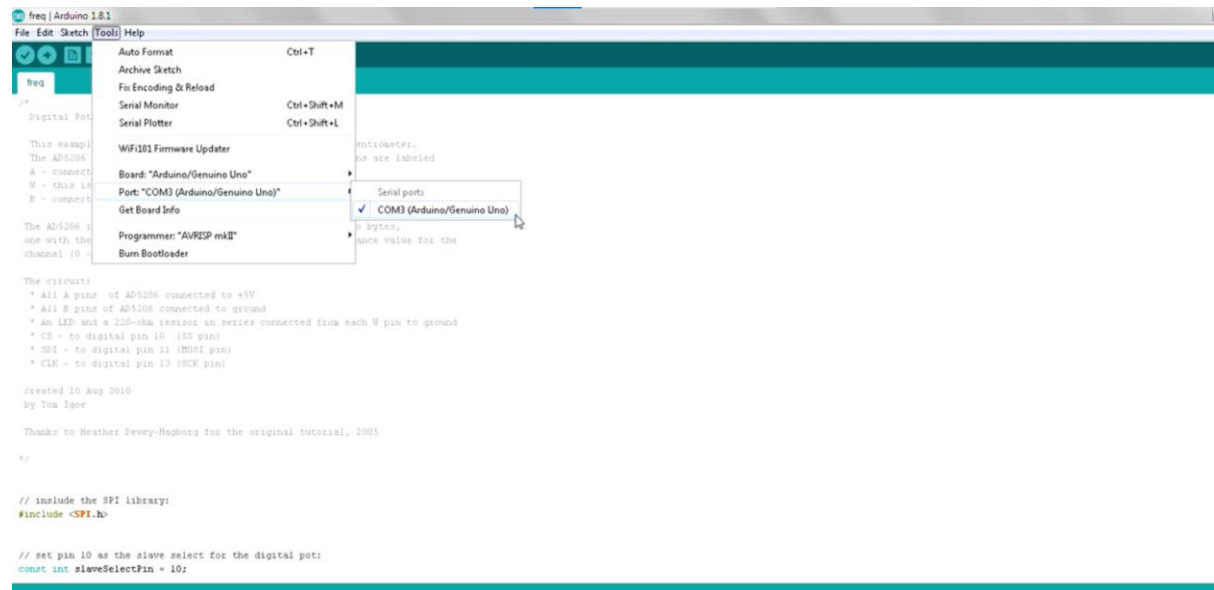 freq | Arduino 1.8.1
File Edit Sketch Tools Help
freq
Auto Format Ctrl+T
Archive Sketch
Fix Encoding & Reload
Serial Monitor Ctrl+Shift+M
Serial Plotter Ctrl+Shift+L
WiFi101 Firmware Updater
Board: "Arduino/Genuino Uno"
Port: "COM3 (Arduino/Genuino Uno)"
Get Board Info
Programmer: "AVRISP mkII"
Burn Bootloader
Serial ports
✓ COM3 (Arduino/Genuino Uno)
/*
Digital Pot
This exampl entiometer.
The AD5206 ns are labeled
A - connect
W - this is
B - connect
The AD5206 i o bytes,
one with the ance value for the
channel (0 -
The circuit:
* All A pins of AD5206 connected to +5V
* All B pins of AD5206 connected to ground
* An LED and a 220-ohm resisor in series connected from each W pin to ground
* CS - to digital pin 10 (SS pin)
* SDI - to digital pin 11 (MOSI pin)
* CLK - to digital pin 13 (SCK pin)
created 10 Aug 2010
by Tom Igoe
Thanks to Heather Dewey-Hagborg for the original tutorial, 2005
*/
// inslude the SPI library:
#include <SPI.h>
// set pin 10 as the slave select for the digital pot:
const int slaveSelectPin = 10;